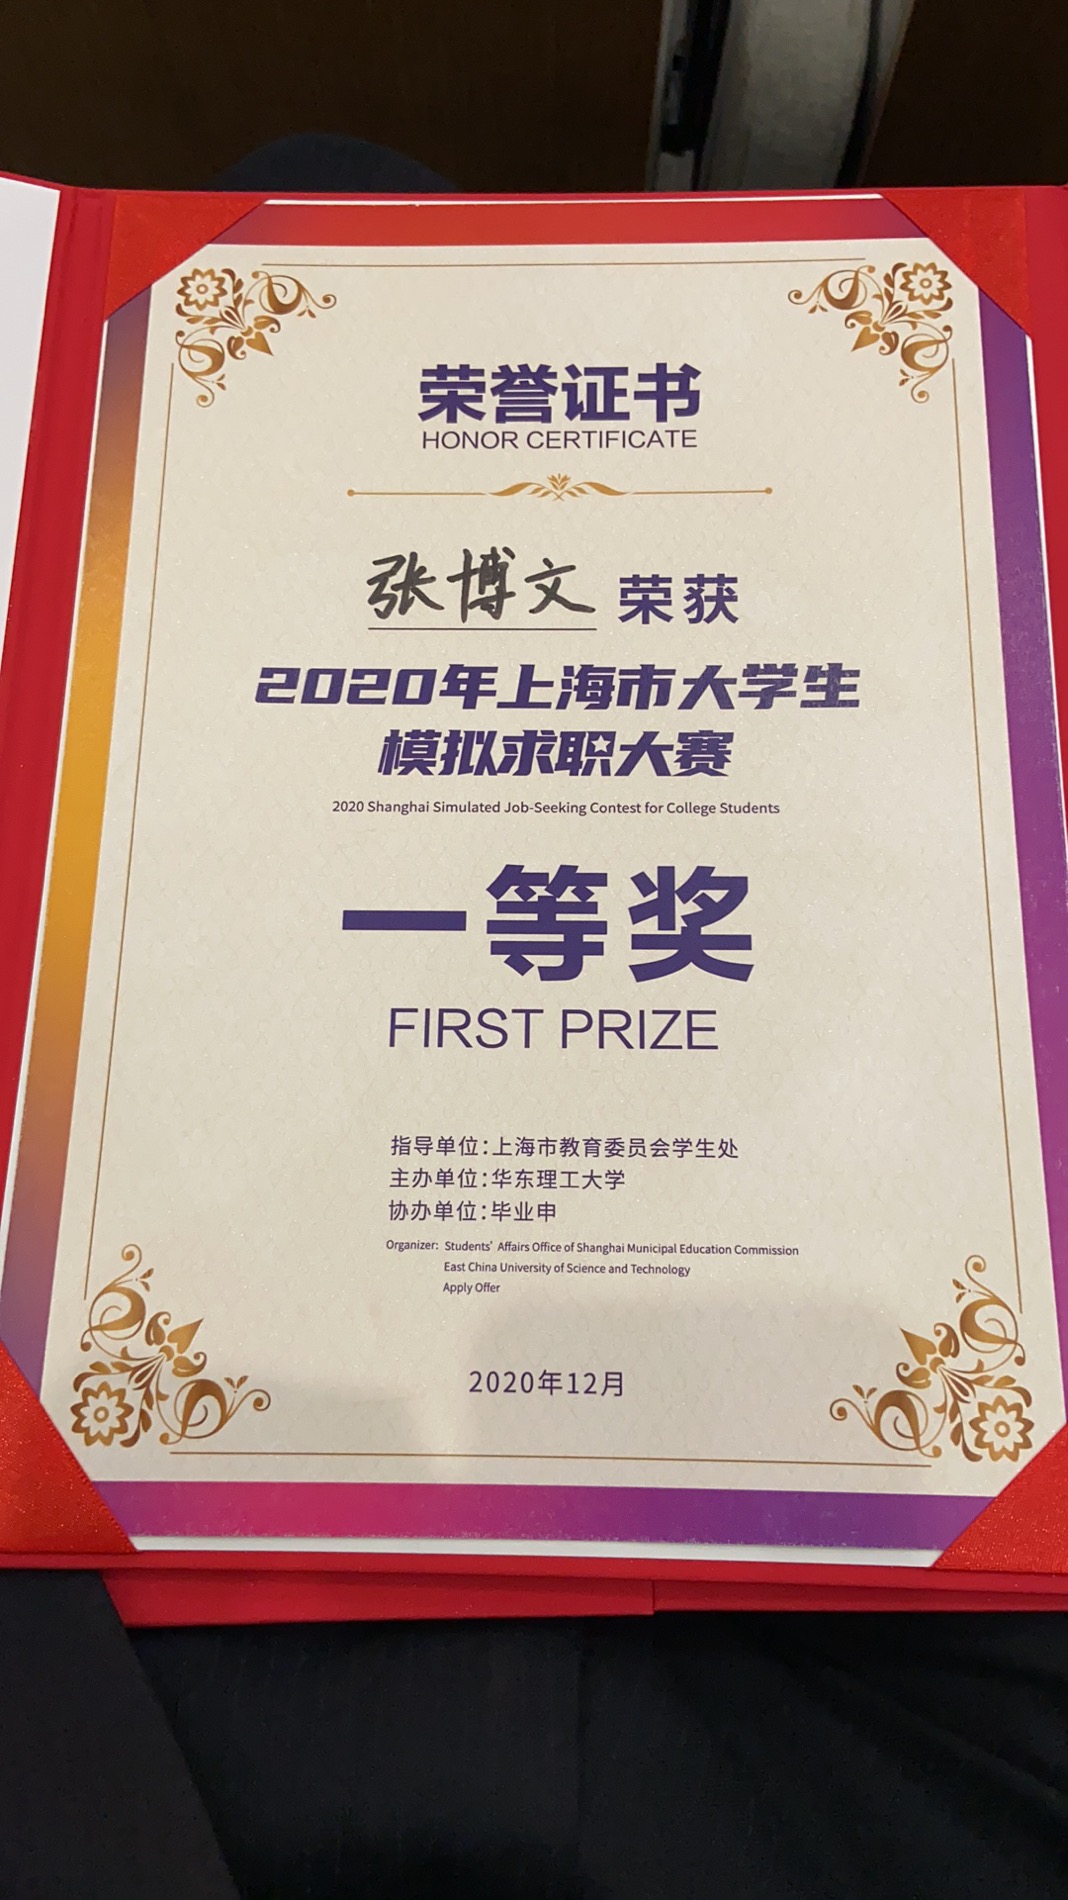 荣誉证书
HONOR CERTIFICATE
张博文 荣获
2020年上海市大学生
模拟求职大赛
2020 Shanghai Simulated Job-Seeking Contest for College Students
一等奖
FIRST PRIZE
指导单位：上海市教育委员会学生处
主办单位：华东理工大学
协办单位：毕业申
Organizer: Students' Affairs Office of Shanghai Municipal Education Commission
East China University of Science and Technology
Apply Offer
2020年12月